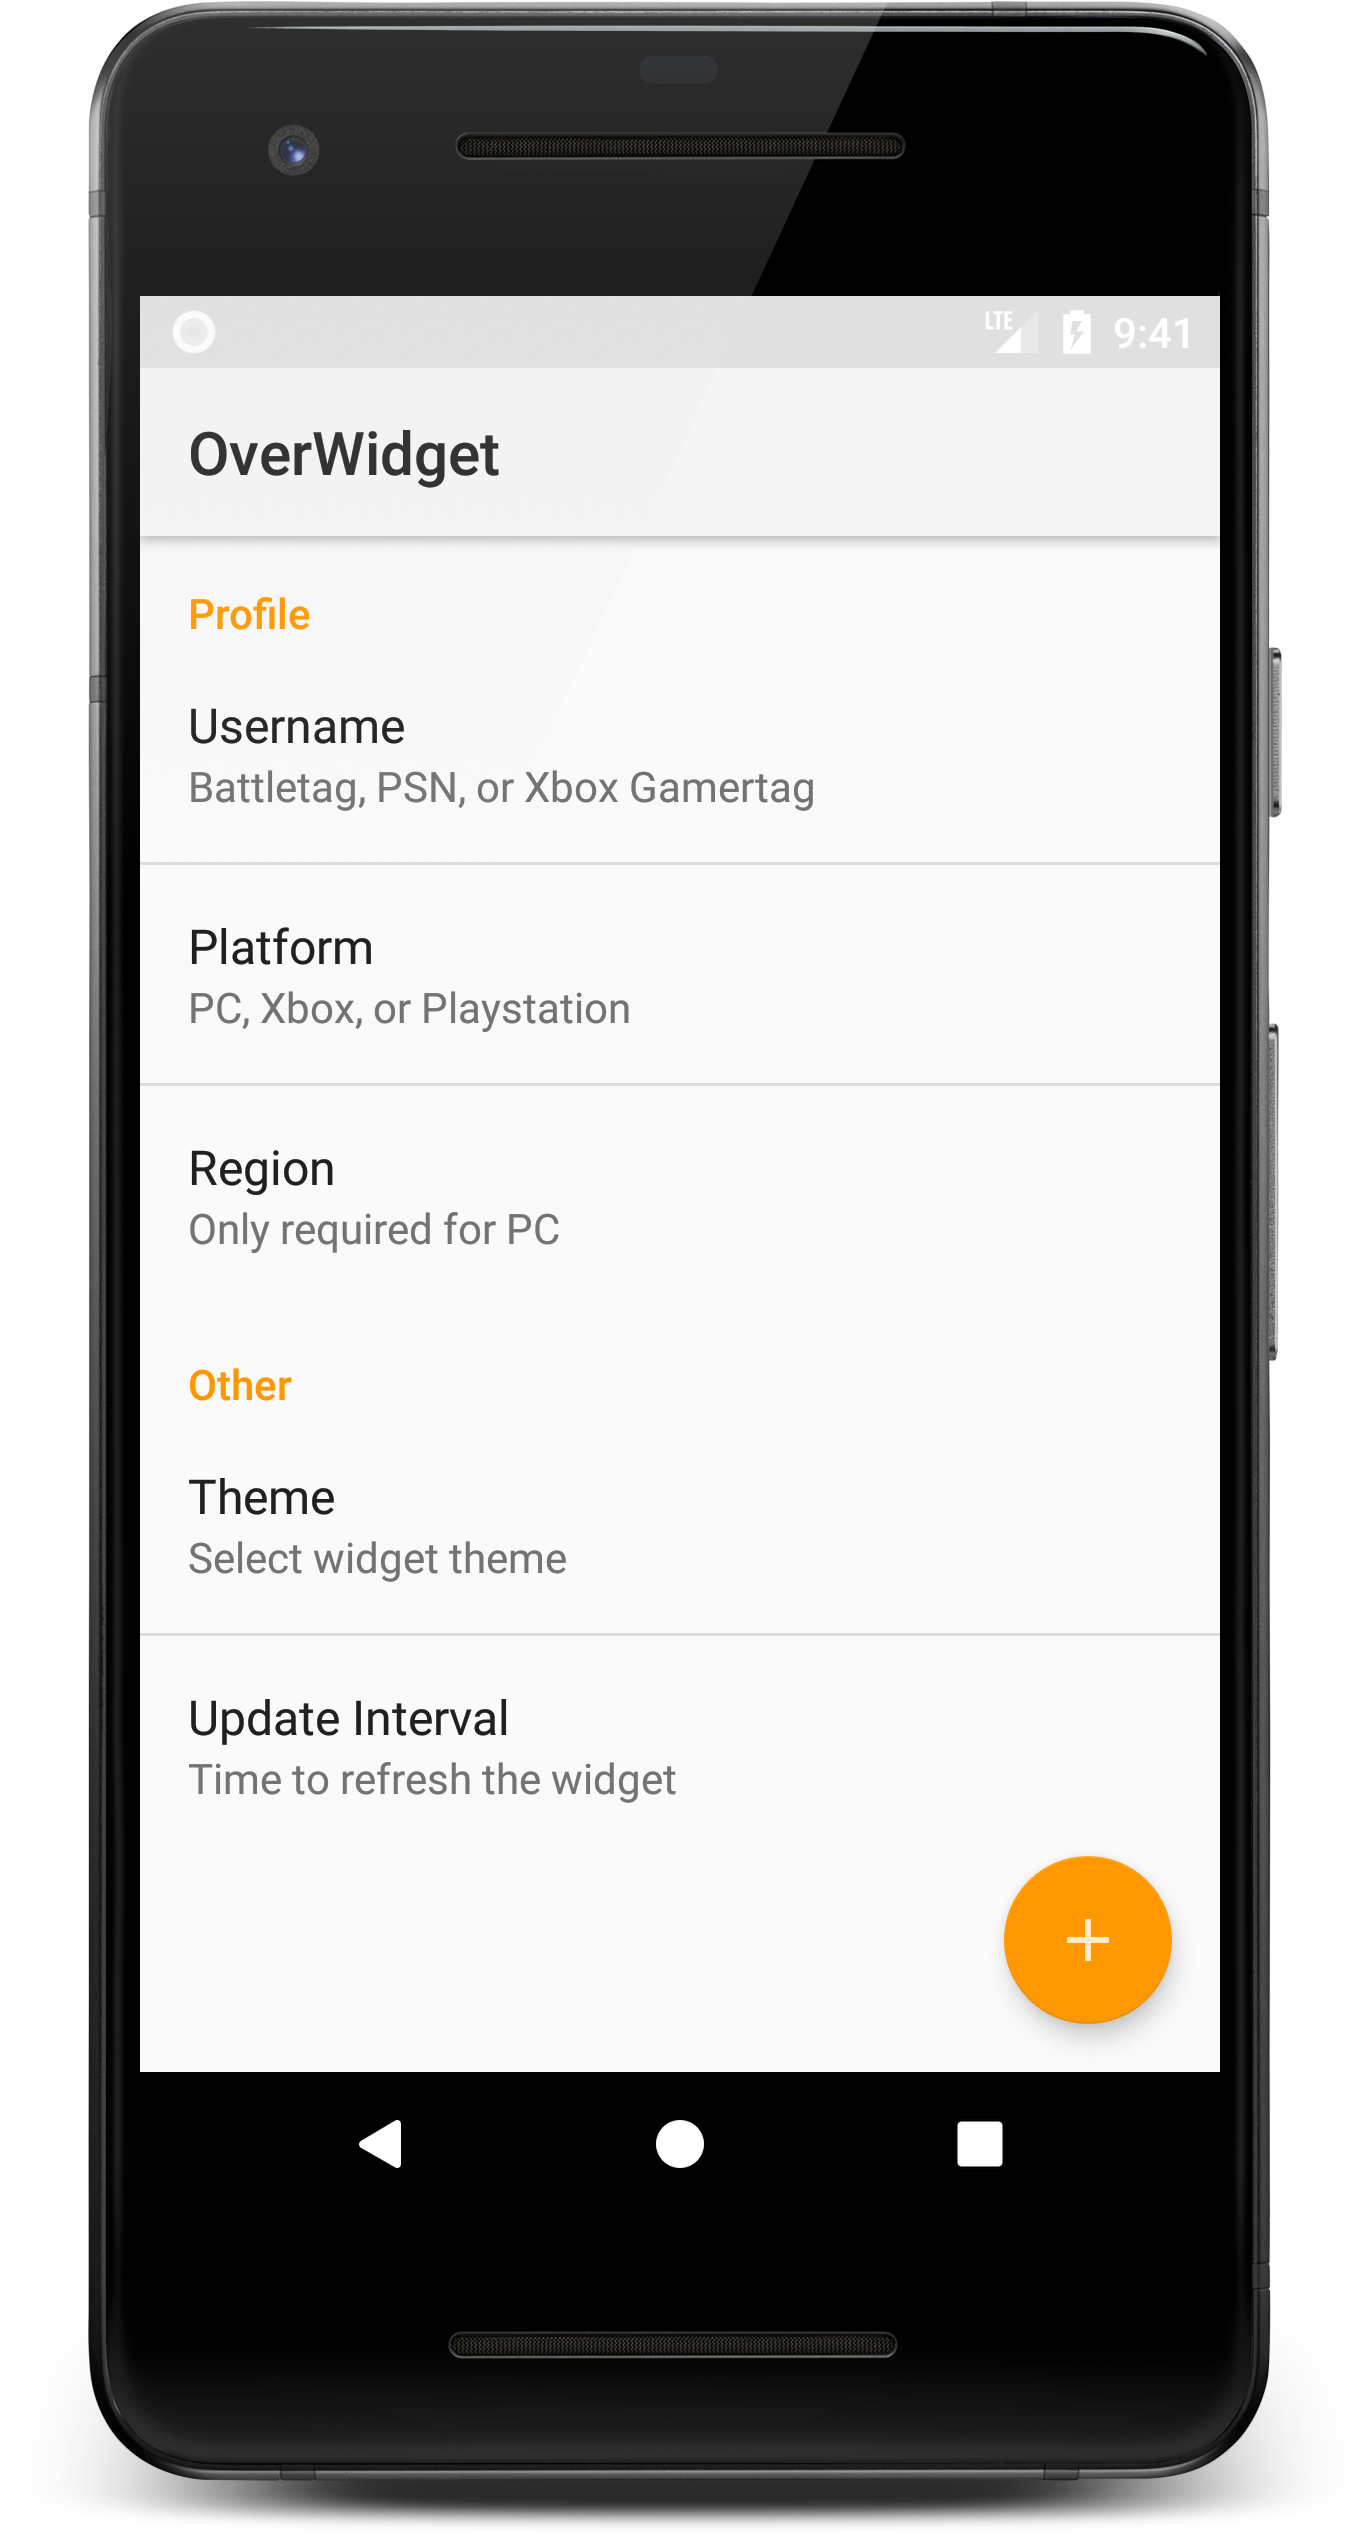 LTE 9:41
OverWidget
Profile
Username
Battletag, PSN, or Xbox Gamertag
Platform
PC, Xbox, or Playstation
Region
Only required for PC
Other
Theme
Select widget theme
Update Interval
Time to refresh the widget